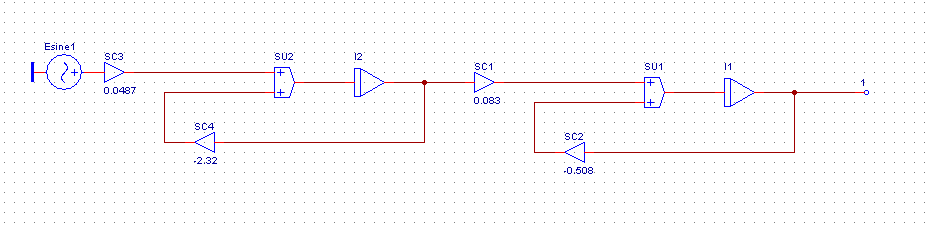 Esine1
SC3
0.0487
SU2
I2
SC4
-2.32
SC1
0.083
SU1
I1
SC2
-0.508
1